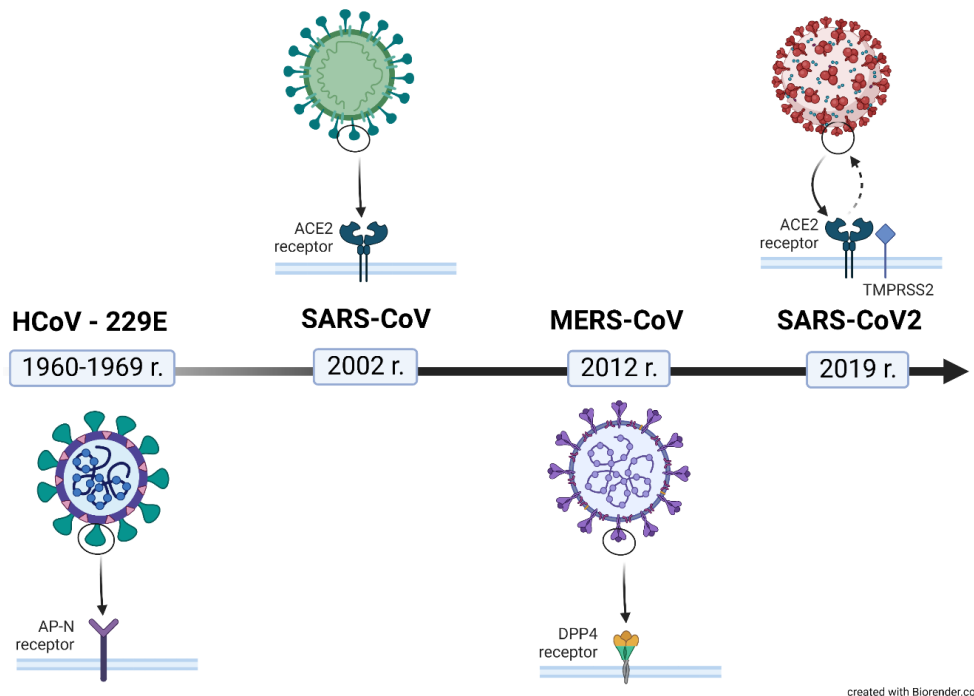 ACE2
receptor
ACE2
receptor
TMPRSS2
HCoV - 229E
SARS-CoV
MERS-CoV
SARS-CoV2
1960-1969 r.
2002 r.
2012 r.
2019 r.
AP-N
receptor
DPP4
receptor
created with Biorender.co